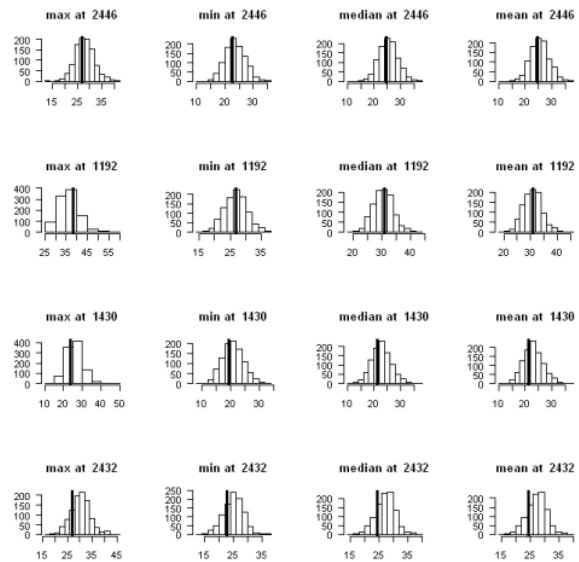 max at 2446 min at 2446 median at 2446 mean at 2446
200 200 200 200
150 150 150 150
100 100 100 100
50 50 50 50
0 0 0 0
15 25 35 10 20 30 10 20 30 10 20 30
max at 1192 min at 1192 median at 1192 mean at 1192
400 200 200 200
300 150 150 150
200 100 100 100
100 50 50 50
0 0 0 0
25 35 45 55 15 25 35 20 30 40 20 30 40
max at 1430 min at 1430 median at 1430 mean at 1430
400 200 200 200
300 150 150 150
200 100 100 100
100 50 50 50
0 0 0 0
10 20 30 40 50 10 20 30 10 20 30 10 20 30
max at 2432 min at 2432 median at 2432 mean at 2432
200 250 200 200
150 200 150 150
100 150 100 100
50 100 50 50
0 50 0 0
0
15 25 35 45 15 25 35 15 25 35 15 25 35